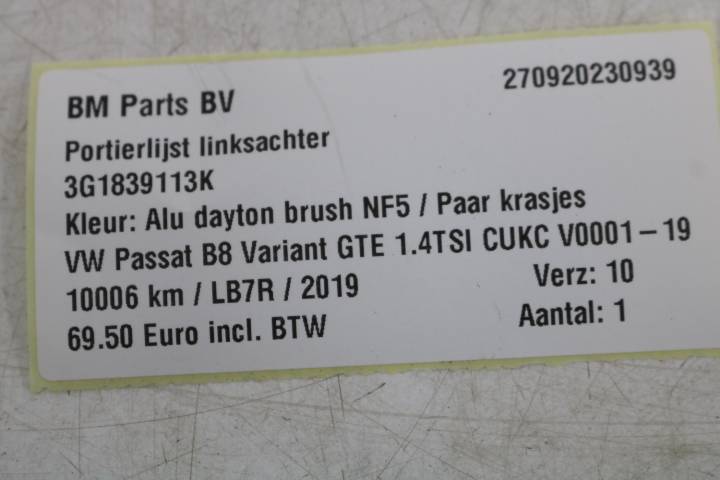 BM Parts BV 270920230939
Portierlijst linksachter
3G1839113K
Kleur: Alu dayton brush NF5 / Paar krasjes
VW Passat B8 Variant GTE 1.4TSI CUKC V0001-19
10006 km / LB7R / 2019 Verz: 10
69.50 Euro incl. BTW Aantal: 1